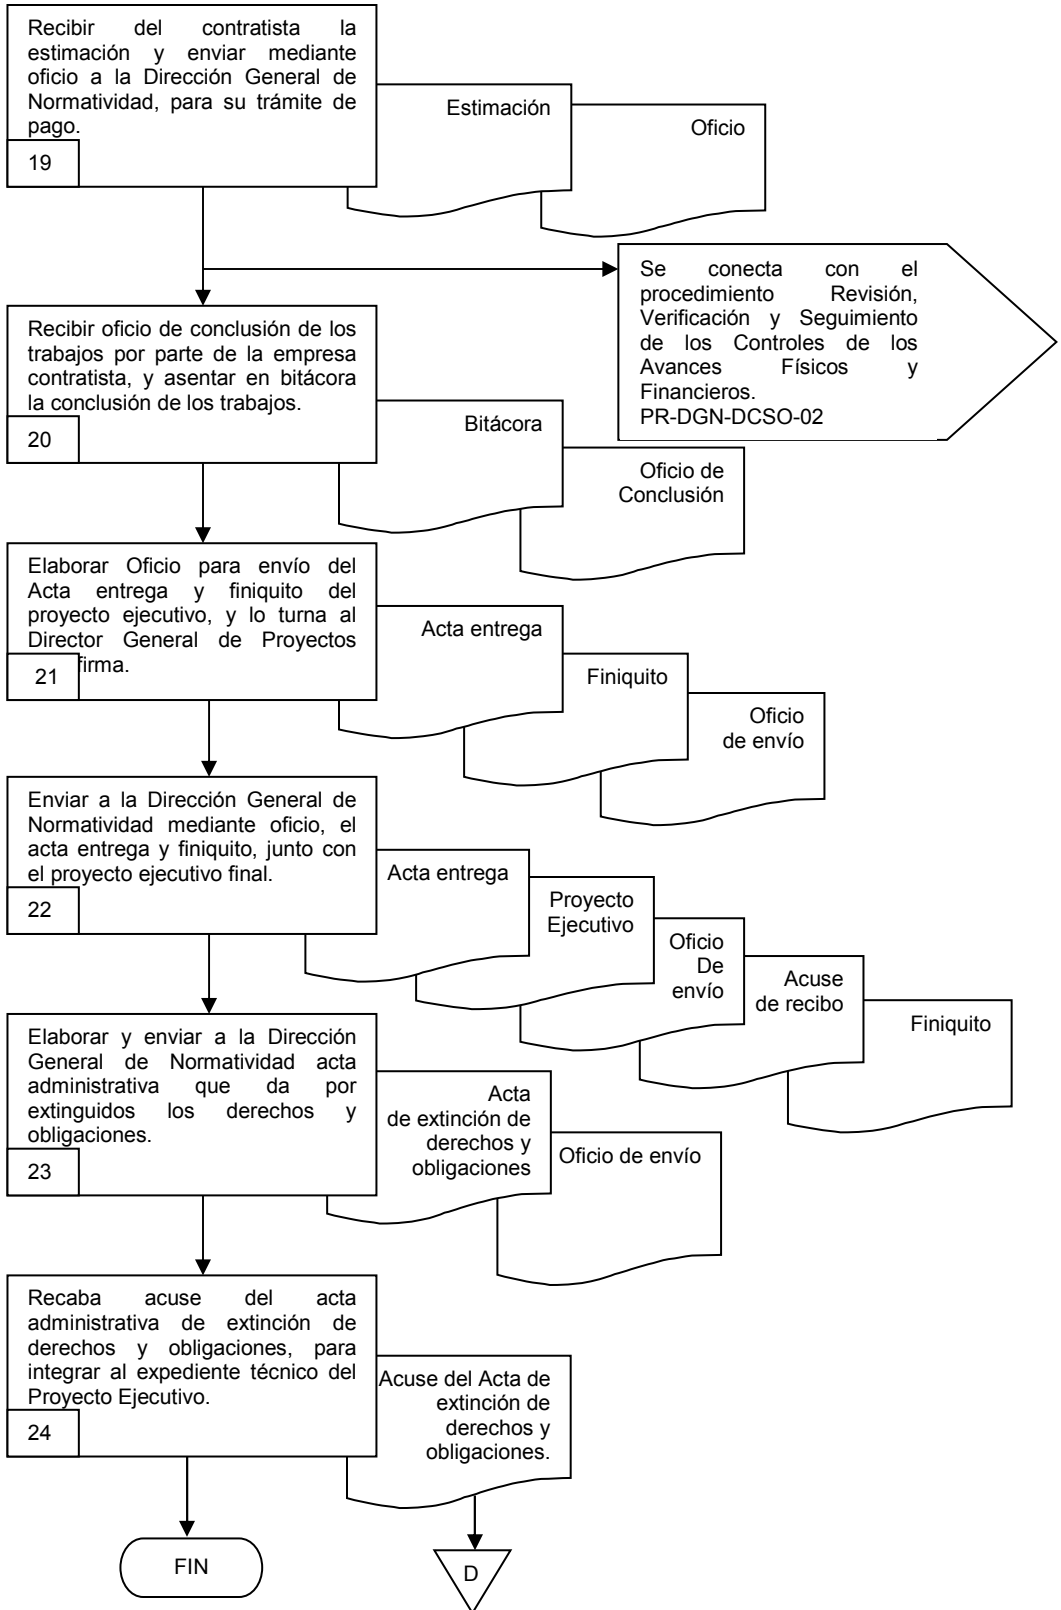 Recibir del contratista la
estimación y enviar mediante
oficio a la Dirección General de
Normatividad, para su trámite de
pago.
19
Estimación
Oficio
Se conecta con el
procedimiento Revisión,
Verificación y Seguimiento
de los Controles de los
Avances Físicos y
Financieros.
PR-DGN-DCSO-02
Recibir oficio de conclusión de los
trabajos por parte de la empresa
contratista, y asentar en bitácora
la conclusión de los trabajos.
20
Bitácora
Oficio de
Conclusión
Elaborar Oficio para envío del
Acta entrega y finiquito del
proyecto ejecutivo, y lo turna al
Director General de Proyectos
firma.
21
Acta entrega
Finiquito
Oficio
de envío
Enviar a la Dirección General de
Normatividad mediante oficio, el
acta entrega y finiquito, junto con
el proyecto ejecutivo final.
22
Acta entrega
Proyecto
Ejecutivo
Oficio
De
envío
Acuse
de recibo
Finiquito
Elaborar y enviar a la Dirección
General de Normatividad acta
administrativa que da por
extinguidos los derechos y
obligaciones.
23
Acta
de extinción de
derechos y
obligaciones
Oficio de envío
Recaba acuse del acta
administrativa de extinción de
derechos y obligaciones, para
integrar al expediente técnico del
Proyecto Ejecutivo.
24
Acuse del Acta de
extinción de
derechos y
obligaciones.
FIN
D